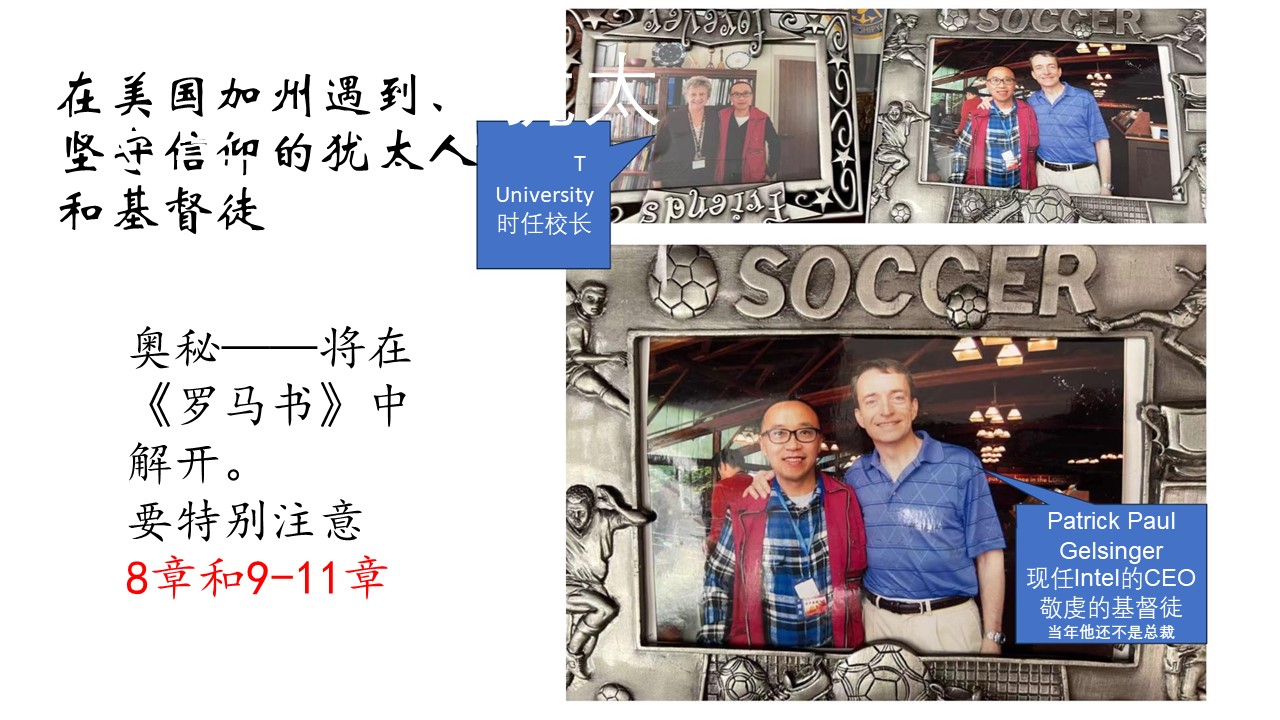 在美国加州遇到、
坚守信仰的犹太人
和基督徒
犹太
奥秘——将在
《罗马书》中
解开。
要特别注意
8章和9-11章
forever
Friends
SOCCER
T
University
时任校长
SOCCER
Patrick Paul
Gelsinger
现任Intel的CEO
敬虔的基督徒
当年他还不是总裁